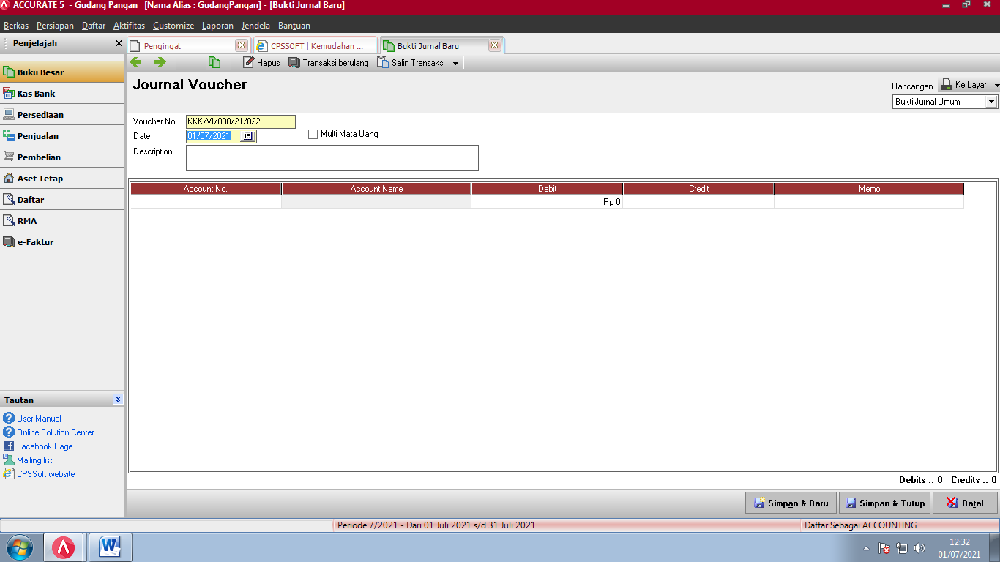 ACCURATE 5 - Gudang Pangan [Nama Alias : GudangPangan] - [Bukti Jurnal Baru]
Berkas Persiapan Daftar Aktifitas Customize Laporan Jendela Bantuan
Penjelajah
Pengingat
CPSSOFT | Kemudahan ...
Bukti Jurnal Baru
Hapus Transaksi berulang Salin Transaksi
Buku Besar
Kas Bank
Persediaan
Penjualan
Pembelian
Aset Tetap
Daftar
RMA
e-Faktur
Tautan
User Manual
Online Solution Center
Facebook Page
Mailing list
CPSSoft website
Journal Voucher
Rancangan Ke Layar
Bukti Jurnal Umum
Voucher No. KKK/VI/030/21/022
Date 01/07/2021 15 Multi Mata Uang
Description
Account No. Account Name Debit Credit Memo
Rp 0
Debits :: 0 Credits :: 0
Simpan & Baru Simpan & Tutup Batal
Periode 7/2021 - Dari 01 Juli 2021 s/d 31 Juli 2021
Daftar Sebagai ACCOUNTING
12:32
01/07/2021